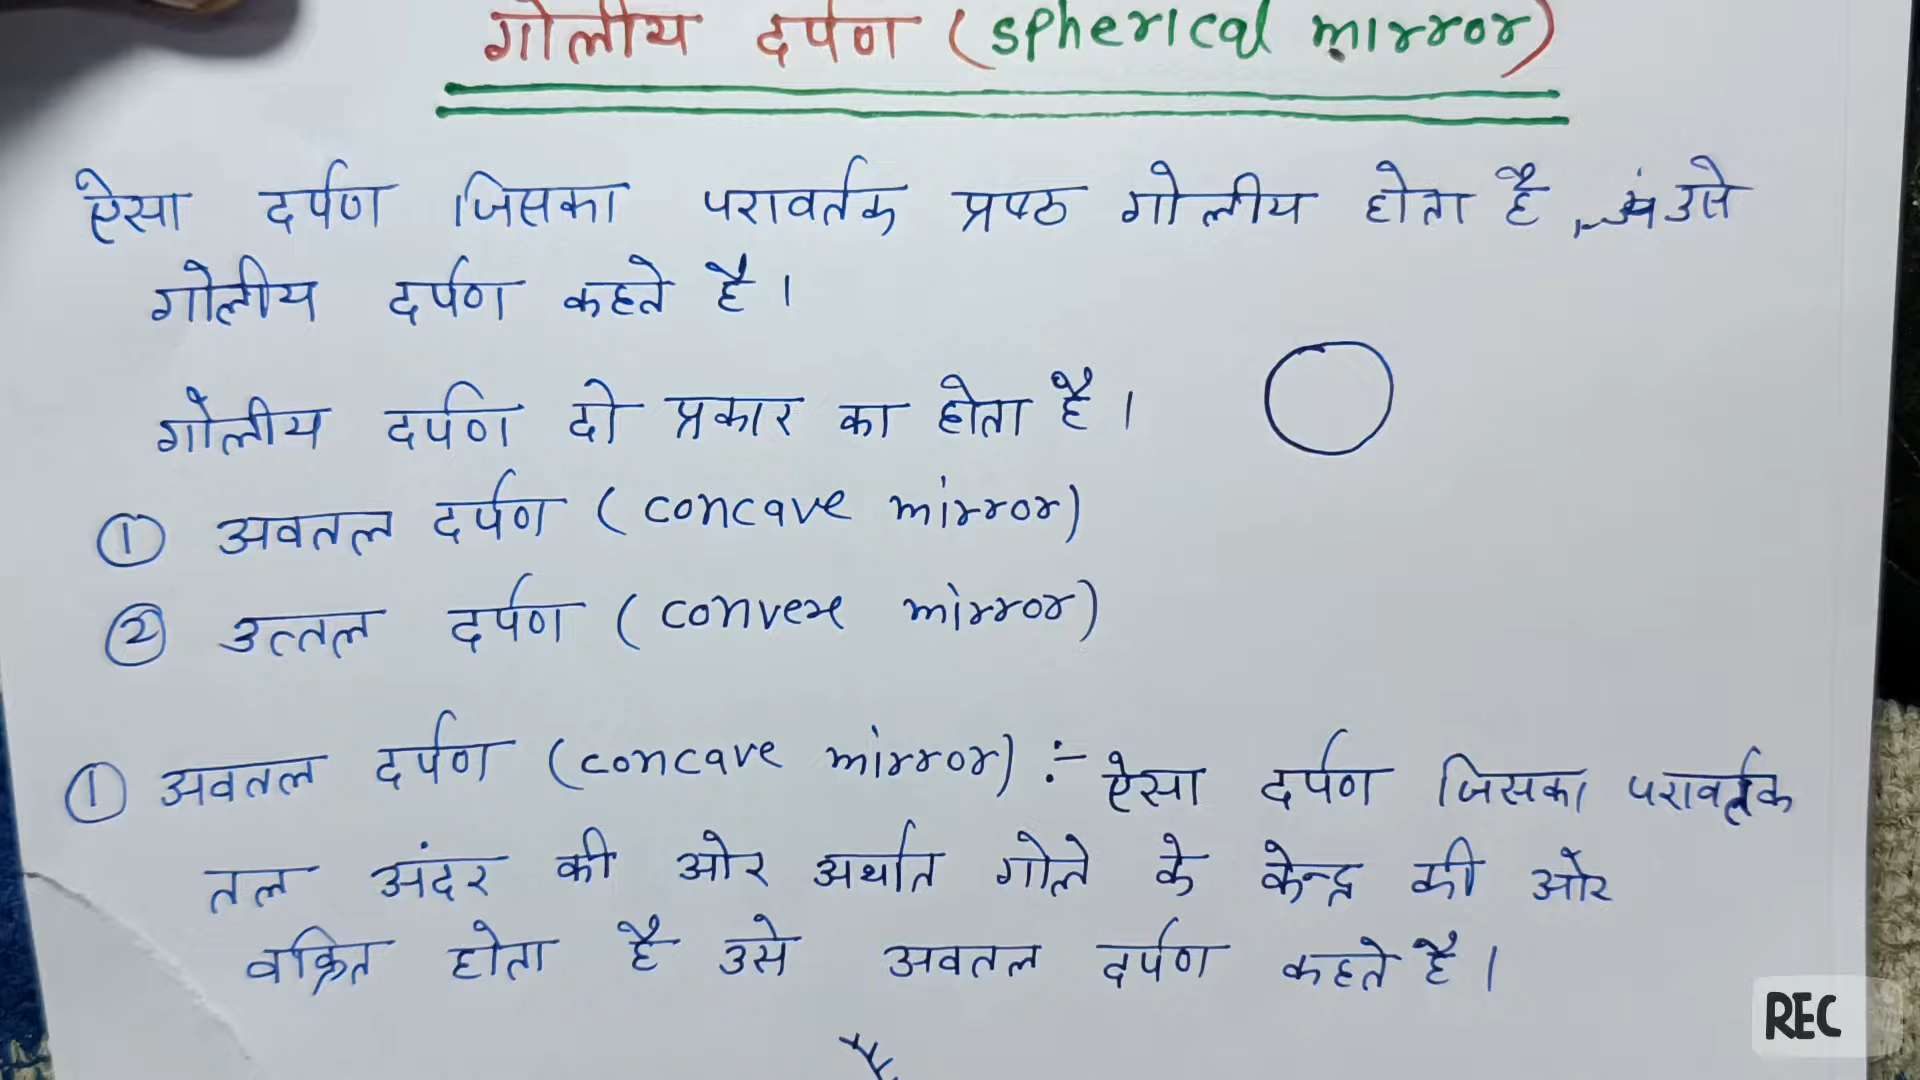 गोलीय दर्पण (spherical mirror)
ऐसा दर्पण जिसका परावर्तक प्रष्ठ गोलीय होता है, उसे
गोलीय दर्पण कहते है।
गोलीय दर्पण दो प्रकार का होता है।
① अवतल दर्पण (concave mirror)
② उत्तल दर्पण (convex mirror)
① अवतल दर्पण (concave mirror) :- ऐसा दर्पण जिसका परावर्तक
तल अंदर की ओर अर्थात गोले के केन्द्र की ओर
वक्रित होता है उसे अवतल दर्पण कहते है।
REC